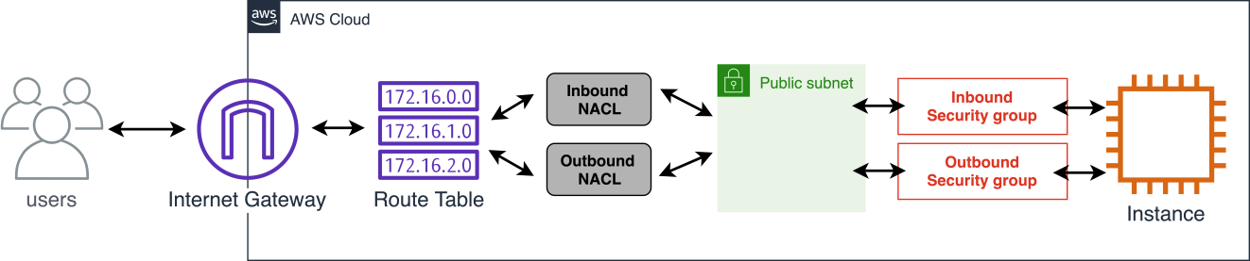 aws
AWS Cloud
users
Internet Gateway
172.16.0.0
172.16.1.0
172.16.2.0
Route Table
Inbound
NACL
Outbound
NACL
Public subnet
Inbound
Security group
Outbound
Security group
Instance